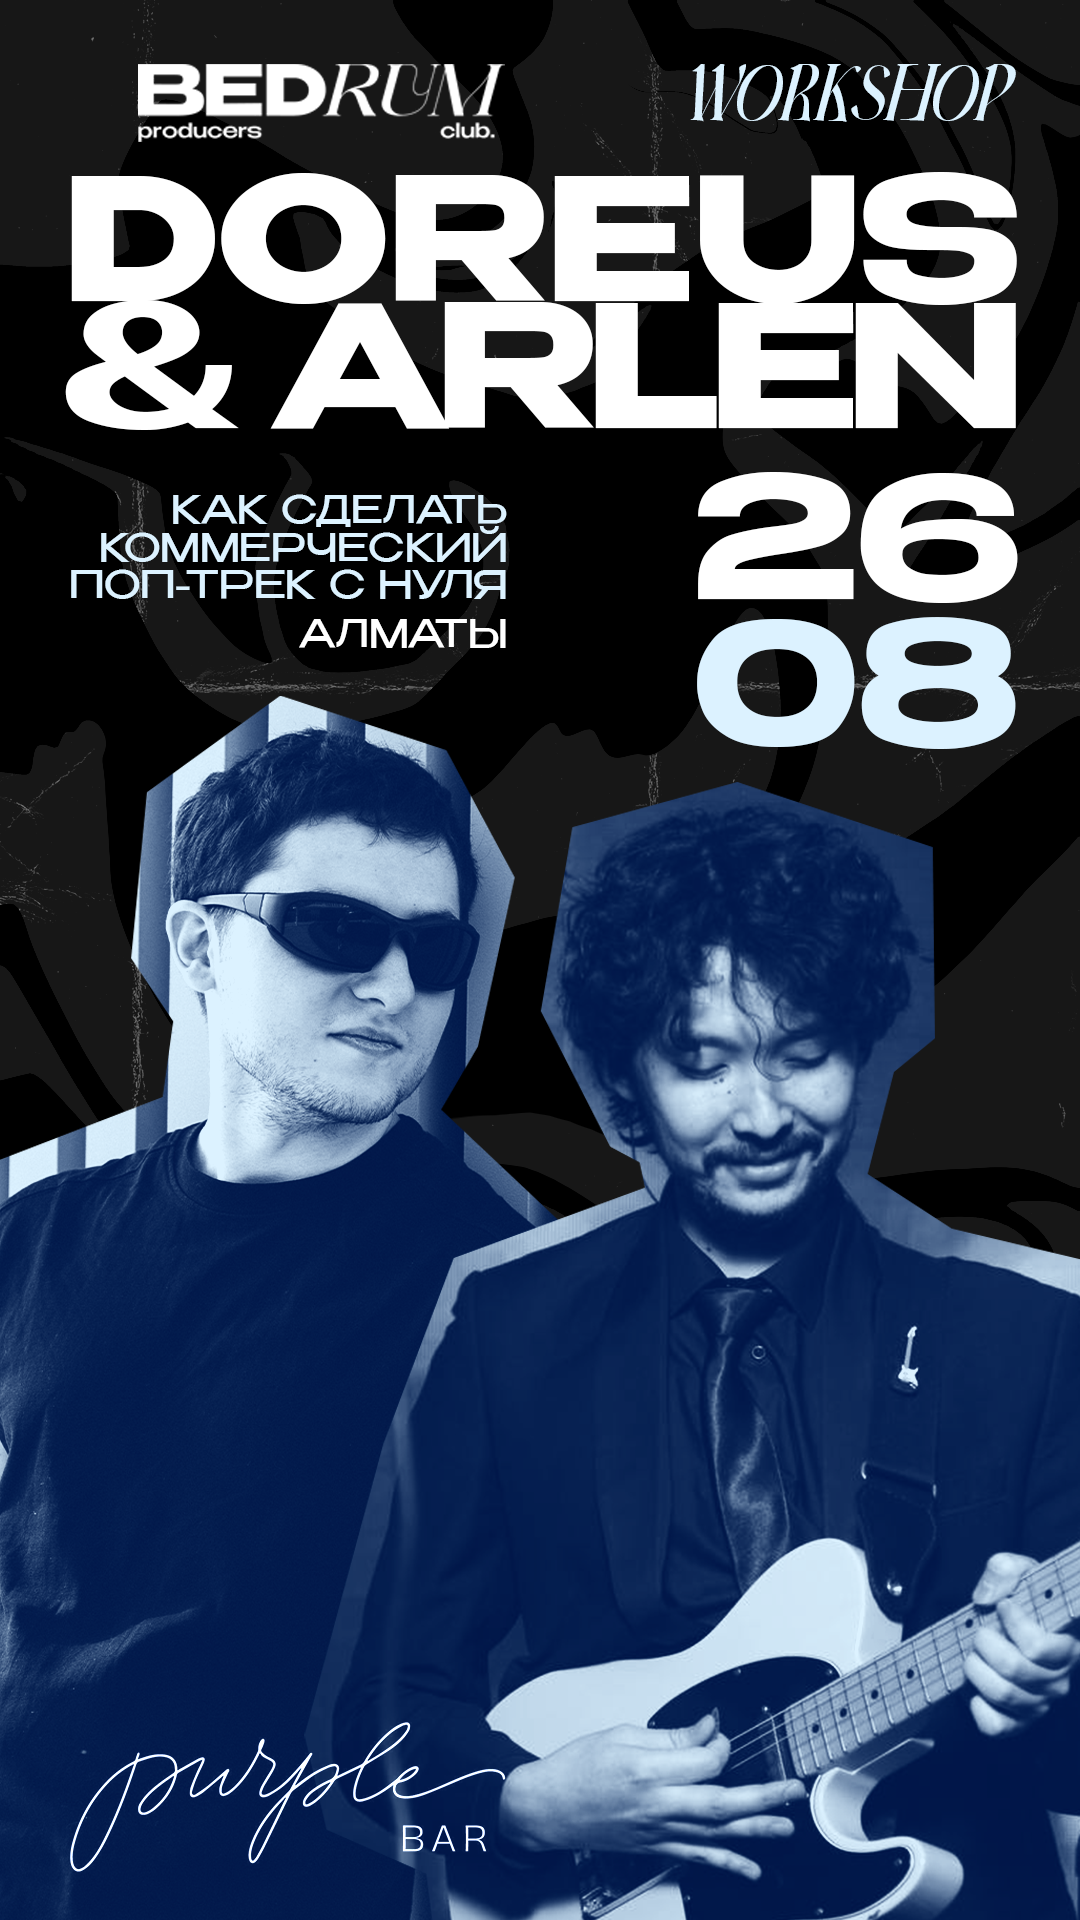 BEDRUM
producers club.
WORKSHOP
DOREUS
& ARLEN
КАК СДЕЛАТЬ
КОММЕРЧЕСКИЙ
ПОП-ТРЕК С НУЛЯ
АЛМАТЫ
26
08
purple
BAR